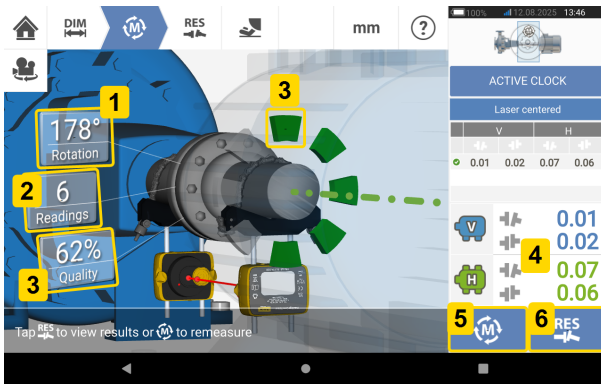 DIM
M
RES
mm
?
100%
12.08.2025 13:46
1
178°
Rotation
2
6
Readings
62%
Quality
3
3
Tap RES to view results or M to remeasure
ACTIVE CLOCK
Laser centered
V H
0.01 0.02 0.07 0.06
V
0.01
0.02
4
H
0.07
0.06
5
M
6
RES